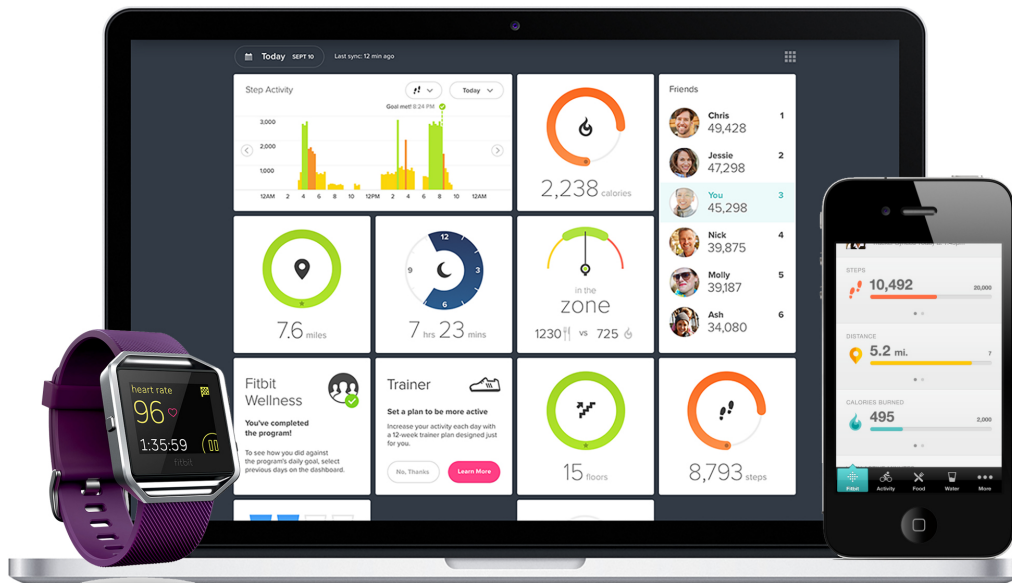 Today SEPT 10 Last sync: 12 min ago
Step Activity
Today
Goal met! 8:24 PM
3,000
2,000
1,000
12AM 2 4 6 8 10 12PM 2 4 6 8 10 12AM
2,238 calories
Friends
Chris 1
49,428
Jessie 2
47,298
You 3
45,298
Nick 4
39,875
Molly 5
39,187
Ash 6
34,080
7.6 miles
12
9 3
6
7 hrs 23 mins
in the
zone
1230 vs 725
Fitbit
Wellness
You've completed
the program!
To see how you did against
the program's daily goal, select
previous days on the dashboard.
Trainer
Set a plan to be more active
Increase your activity each day with
a 12-week trainer plan designed just
for you.
No, Thanks Learn More
15 floors
8,793 steps
heart rate
96
1:35:59
fitbit
STEPS
10,492 20,000
DISTANCE
5.2 mi. 7
CALORIES BURNED
495 2,000
Fitbit Activity Food Water More